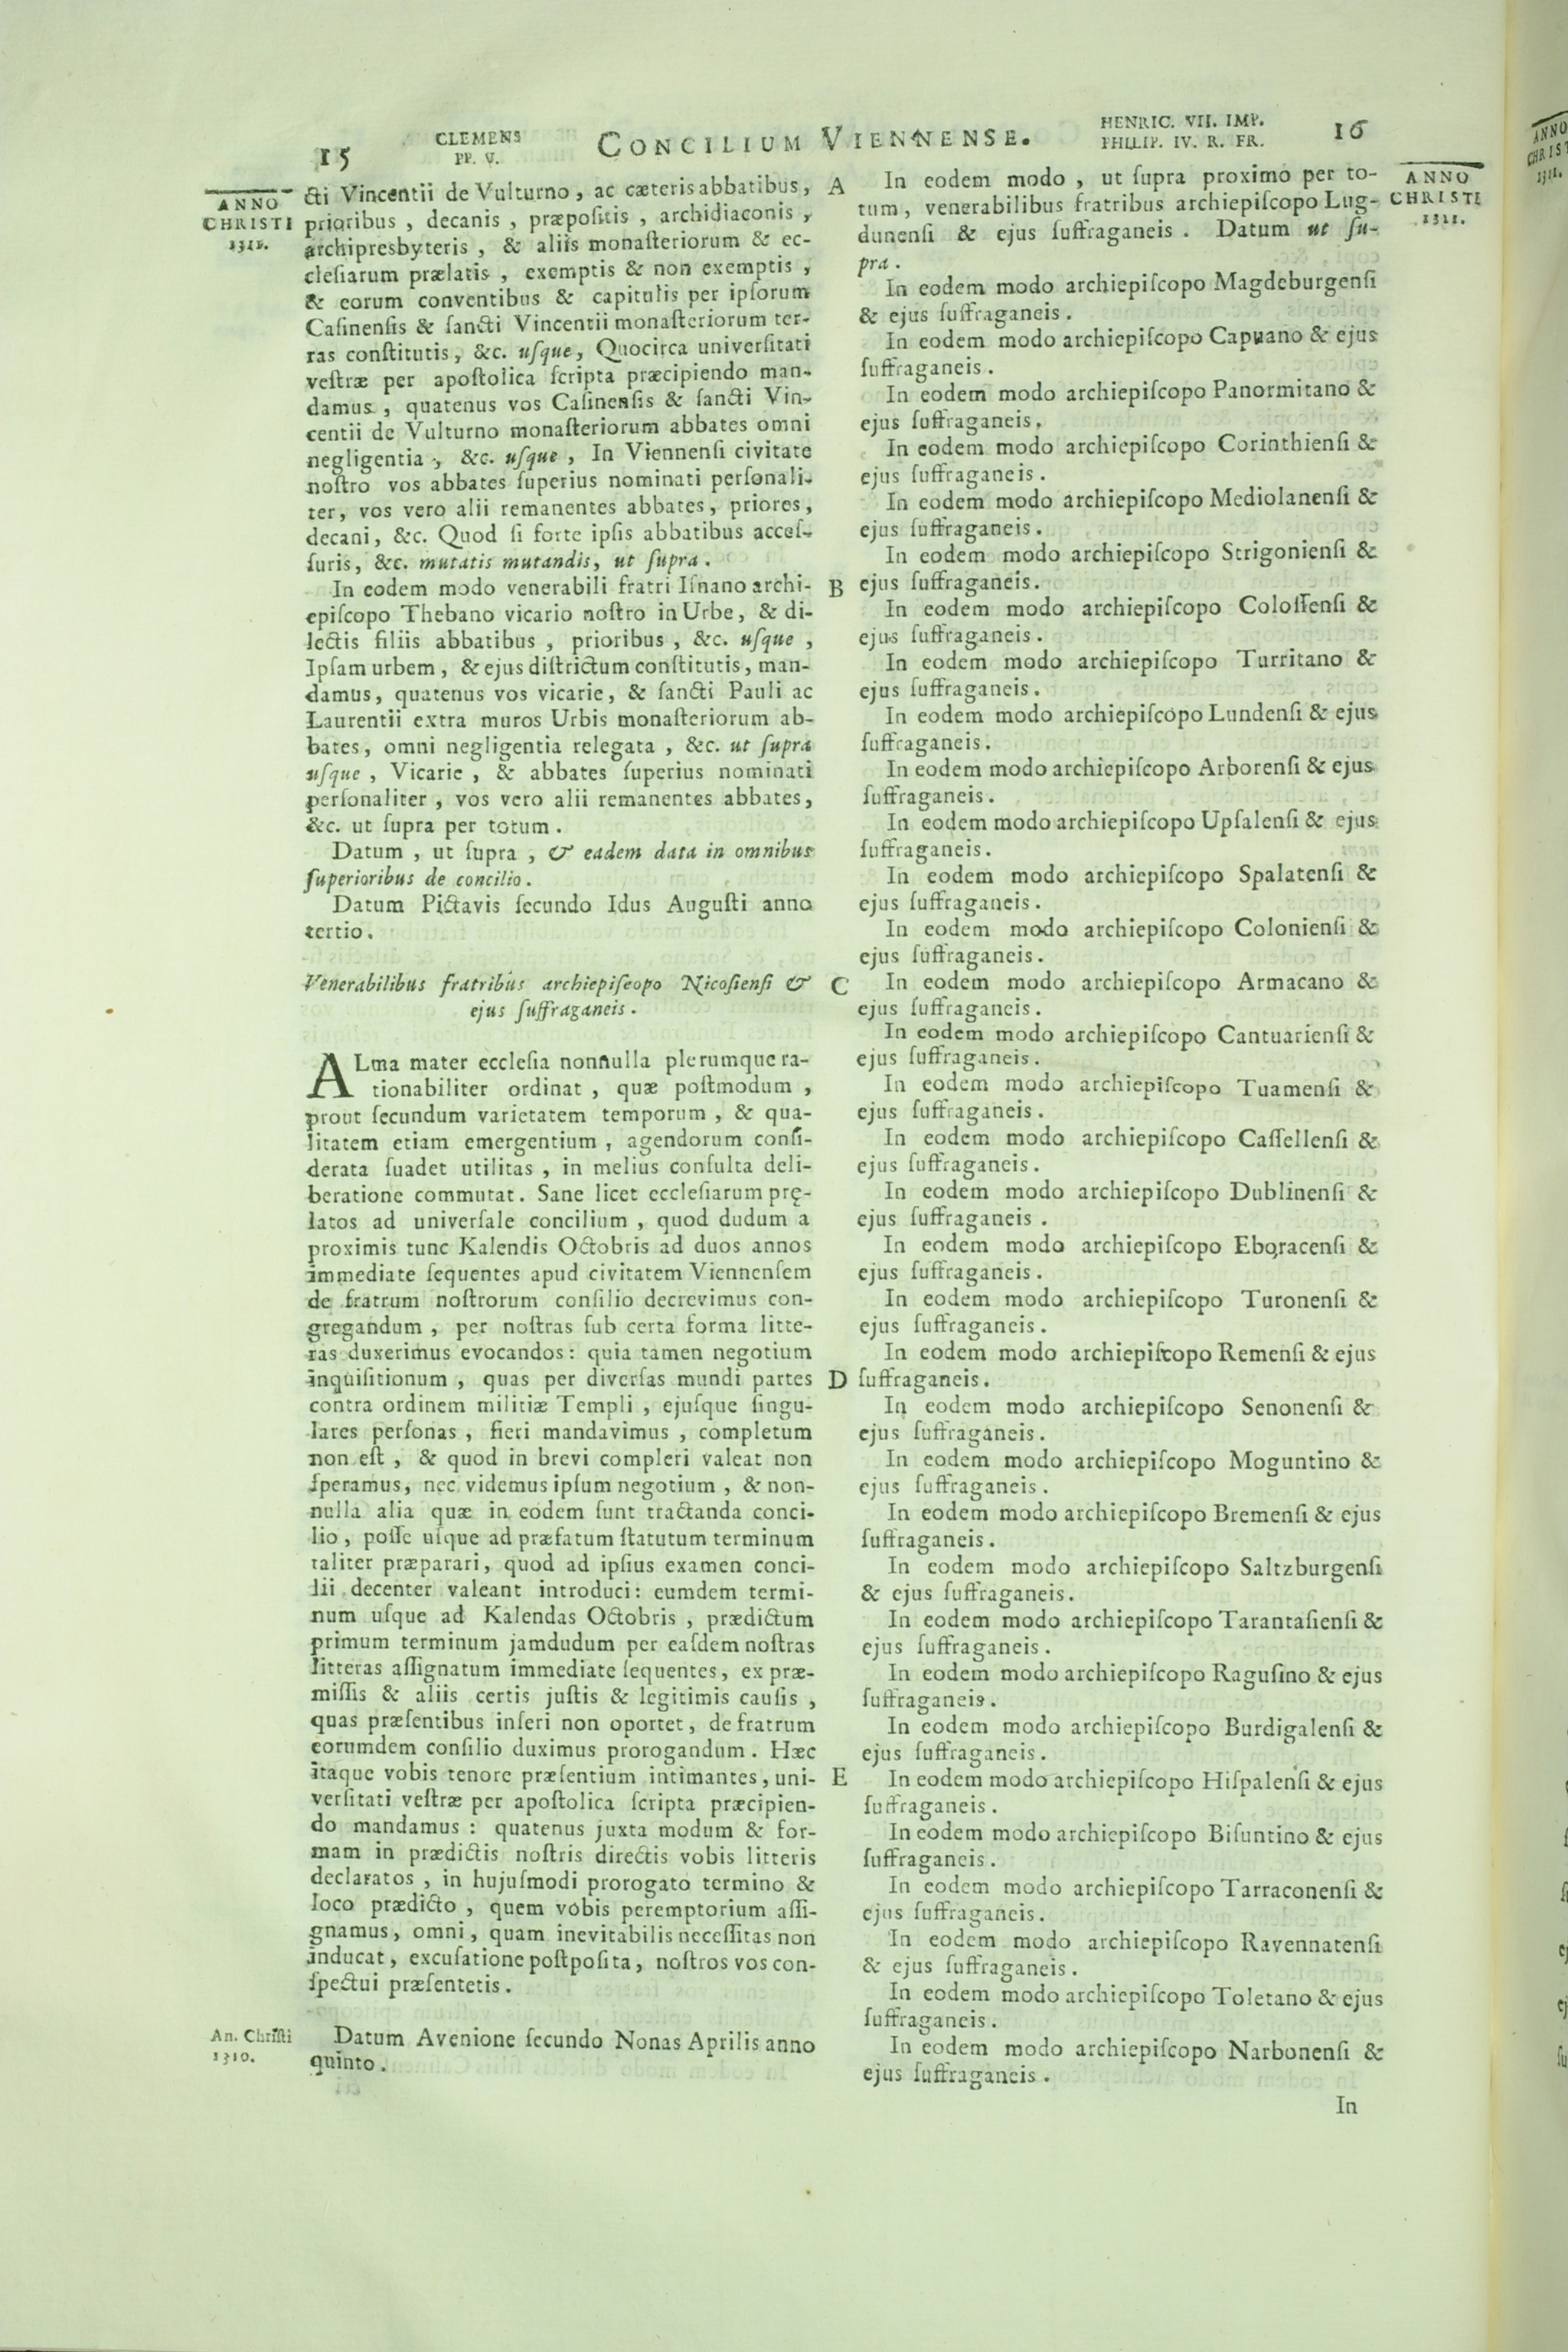 15
CLEMENS
PP. V.
CONCILIUM VIENNENSE.
HENRIC. VII. IMP.
PHILIP. IV. R. FR.
16
ANNO
CHRISTI
1311.
cti Vincentii de Vulturno, ac cæteris abbatibus,
prioribus, decanis, præpositis, archidiaconis,
archipresbyteris, & aliis monasteriorum & ec-
clesiarum prælatis, exemptis & non exemptis,
& eorum conventibus & capitulis per ipsorum
Casinensis & sancti Vincentii monasteriorum ter-
ras constitutis, &c. usque, Quocirca universitati
vestræ per apostolica scripta præcipiendo man-
damus, quatenus vos Casinensis & sancti Vin-
centii de Vulturno monasteriorum abbates omni
negligentia, &c. usque, In Viennensi civitate
nostro vos abbates superius nominati personali-
ter, vos vero alii remanentes abbates, priores,
decani, &c. Quod si forte ipsis abbatibus acces-
suris, &c. mutatis mutandis, ut supra.
In eodem modo venerabili fratri Isnano archi-
episcopo Thebano vicario nostro in Urbe, & di-
lectis filiis abbatibus, prioribus, &c. usque,
Ipsam urbem, & ejus districtum constitutis, man-
damus, quatenus vos vicarie, & sancti Pauli ac
Laurentii extra muros Urbis monasteriorum ab-
bates, omni negligentia relegata, &c. ut supra
usque, Vicarie, & abbates superius nominati
personaliter, vos vero alii remanentes abbates,
&c. ut supra per totum.
Datum, ut supra, & eadem data in omnibus
superioribus de concilio.
Datum Pictavis secundo Idus Augusti anno
tertio.
Venerabilibus fratribus archiepiscopo Nicosiensi &
ejus suffraganeis.
ALma mater ecclesia nonnulla plerumque ra-
tionabiliter ordinat, quæ postmodum,
prout secundum varietatem temporum, & qua-
litatem etiam emergentium, agendorum consi-
derata suadet utilitas, in melius consulta deli-
beratione commutat. Sane licet ecclesiarum prę-
latos ad universale concilium, quod dudum a
proximis tunc Kalendis Octobris ad duos annos
immediate sequentes apud civitatem Viennensem
de fratrum nostrorum consilio decrevimus con-
gregandum, per nostras sub certa forma litte-
ras duxerimus evocandos: quia tamen negotium
inquisitionum, quas per diversas mundi partes
contra ordinem militiæ Templi, ejusque singu-
lares personas, fieri mandavimus, completum
non est, & quod in brevi compleri valeat non
speramus, nec videmus ipsum negotium, & non-
nulla alia quæ in eodem sunt tractanda conci-
lio, posse usque ad præfatum statutum terminum
taliter præparari, quod ad ipsius examen conci-
lii decenter valeant introduci: eumdem termi-
num usque ad Kalendas Octobris, prædictum
primum terminum jamdudum per easdem nostras
litteras assignatum immediate sequentes, ex præ-
missis & aliis certis justis & legitimis causis,
quas præsentibus inseri non oportet, de fratrum
eorumdem consilio duximus prorogandum. Hæc
itaque vobis tenore præsentium intimantes, uni-
versitati vestræ per apostolica scripta præcipien-
do mandamus: quatenus juxta modum & for-
mam in prædictis nostris directis vobis litteris
declaratos, in hujusmodi prorogato termino &
loco prædicto, quem vobis peremptorium assi-
gnamus, omni, quam inevitabilis necessitas non
inducat, excusatione postposita, nostros vos con-
spectui præsentetis.
An. Christi
1310.
Datum Avenione secundo Nonas Aprilis anno
quinto.
A
B
C
D
E
In eodem modo, ut supra proximo per to-
tum, venerabilibus fratribus archiepiscopo Lug-
dunensi & ejus suffraganeis. Datum ut su-
pra.
In eodem modo archiepiscopo Magdeburgensi
& ejus suffraganeis.
In eodem modo archiepiscopo Capuano & ejus
suffraganeis.
In eodem modo archiepiscopo Panormitano &
ejus suffraganeis.
In eodem modo archiepiscopo Corinthiensi &
ejus suffraganeis.
In eodem modo archiepiscopo Mediolanensi &
ejus suffraganeis.
In eodem modo archiepiscopo Strigoniensi &
ejus suffraganeis.
In eodem modo archiepiscopo Colossensi &
ejus suffraganeis.
In eodem modo archiepiscopo Turritano &
ejus suffraganeis.
In eodem modo archiepiscopo Lundensi & ejus
suffraganeis.
In eodem modo archiepiscopo Arborensi & ejus
suffraganeis.
In eodem modo archiepiscopo Upsalensi & ejus
suffraganeis.
In eodem modo archiepiscopo Spalatensi &
ejus suffraganeis.
In eodem modo archiepiscopo Coloniensi &
ejus suffraganeis.
In eodem modo archiepiscopo Armacano &
ejus suffraganeis.
In eodem modo archiepiscopo Cantuariensi &
ejus suffraganeis.
In eodem modo archiepiscopo Tuamensi &
ejus suffraganeis.
In eodem modo archiepiscopo Cassellensi &
ejus suffraganeis.
In eodem modo archiepiscopo Dublinensi &
ejus suffraganeis.
In eodem modo archiepiscopo Eboracensi &
ejus suffraganeis.
In eodem modo archiepiscopo Turonensi &
ejus suffraganeis.
In eodem modo archiepiscopo Remensi & ejus
suffraganeis.
In eodem modo archiepiscopo Senonensi &
ejus suffraganeis.
In eodem modo archiepiscopo Moguntino &
ejus suffraganeis.
In eodem modo archiepiscopo Bremensi & ejus
suffraganeis.
In eodem modo archiepiscopo Saltzburgensi
& ejus suffraganeis.
In eodem modo archiepiscopo Tarantasiensi &
ejus suffraganeis.
In eodem modo archiepiscopo Ragusino & ejus
suffraganeis.
In eodem modo archiepiscopo Burdigalensi &
ejus suffraganeis.
In eodem modo archiepiscopo Hispalensi & ejus
suffraganeis.
In eodem modo archiepiscopo Bisuntino & ejus
suffraganeis.
In eodem modo archiepiscopo Tarraconensi &
ejus suffraganeis.
In eodem modo archiepiscopo Ravennatensi
& ejus suffraganeis.
In eodem modo archiepiscopo Toletano & ejus
suffraganeis.
In eodem modo archiepiscopo Narbonensi &
ejus suffraganeis.
In
ANNO
CHRISTI
1311.